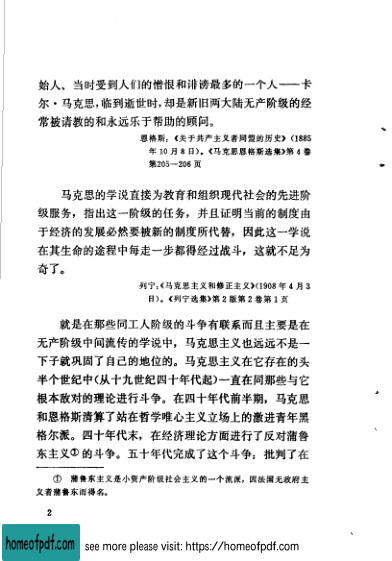 始人、当时受到人们的憎恨和诽谤最多的一个人——卡
尔·马克思,临到逝世时,却是新旧两大陆无产阶级的经
常被请教的和永远乐于帮助的顾问。
恩格斯:《关于共产主义者同盟的历史》(1885
年10月8日)。《马克思恩格斯选集》第4卷
第205—206页
马克思的学说直接为教育和组织现代社会的先进阶
级服务,指出这一阶级的任务,并且证明当前的制度由
于经济的发展必然要被新的制度所代替,因此这一学说
在其生命的途程中每走一步都得经过战斗,这就不足为
奇了。
列宁:《马克思主义和修正主义》(1908年4月3
日)。《列宁选集》第2版第2卷第1页
就是在那些同工人阶级的斗争有联系而且主要是在
无产阶级中间流传的学说中,马克思主义也远远不是一
下子就巩固了自己的地位的。马克思主义在它存在的头
半个世纪中(从十九世纪四十年代起)一直在同那些与它
根本敌对的理论进行斗争。在四十年代前半期,马克思
和恩格斯清算了站在哲学唯心主义立场上的激进青年黑
格尔派。四十年代末,在经济理论方面进行了反对蒲鲁
东主义①的斗争。五十年代完成了这个斗争:批判了在
① 蒲鲁东主义是小资产阶级社会主义的一个流派,因法国无政府主
义者蒲鲁东而得名。
2
homeofpdf.com see more please visit: https://homeofpdf.com